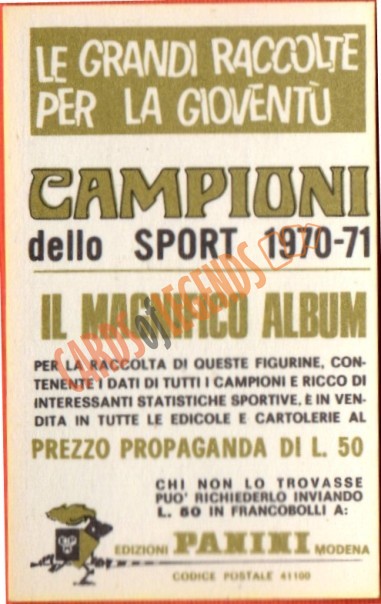 LE GRANDI RACCOLTE
PER LA GIOVENTÙ
CAMPIONI
dello SPORT 1970-71
IL MAGNIFICO ALBUM
CARDS of LEGENDS
PER LA RACCOLTA DI QUESTE FIGURINE, CON-
TENENTE I DATI DI TUTTI I CAMPIONI E RICCO DI
INTERESSANTI STATISTICHE SPORTIVE, E IN VEN-
DITA IN TUTTE LE EDICOLE E CARTOLERIE AL
PREZZO PROPAGANDA DI L. 50
CHI NON LO TROVASSE
PUO' RICHIEDERLO INVIANDO
L. 50 IN FRANCOBOLLI A:
EDIZIONI PANINI MODENA
CODICE POSTALE 41100